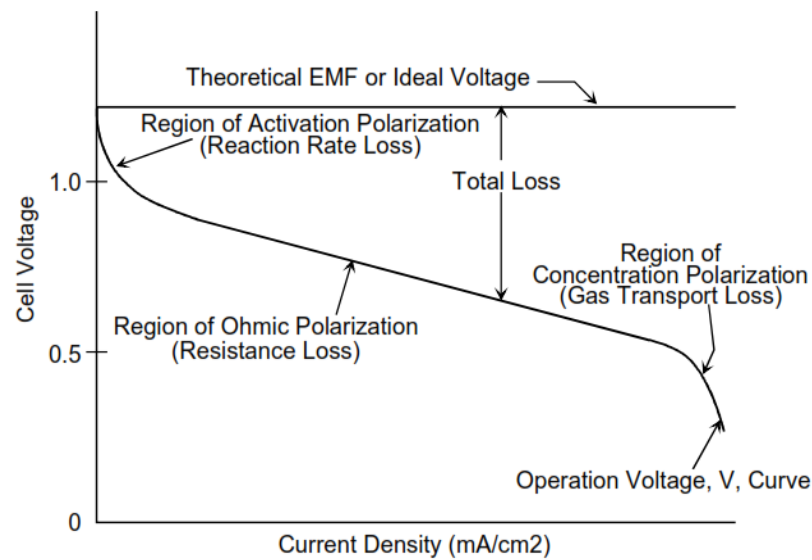 Theoretical EMF or Ideal Voltage
Region of Activation Polarization
(Reaction Rate Loss)
1.0
Total Loss
Cell Voltage
Region of
Concentration Polarization
(Gas Transport Loss)
Region of Ohmic Polarization
(Resistance Loss)
0.5
Operation Voltage, V, Curve
0
Current Density (mA/cm2)